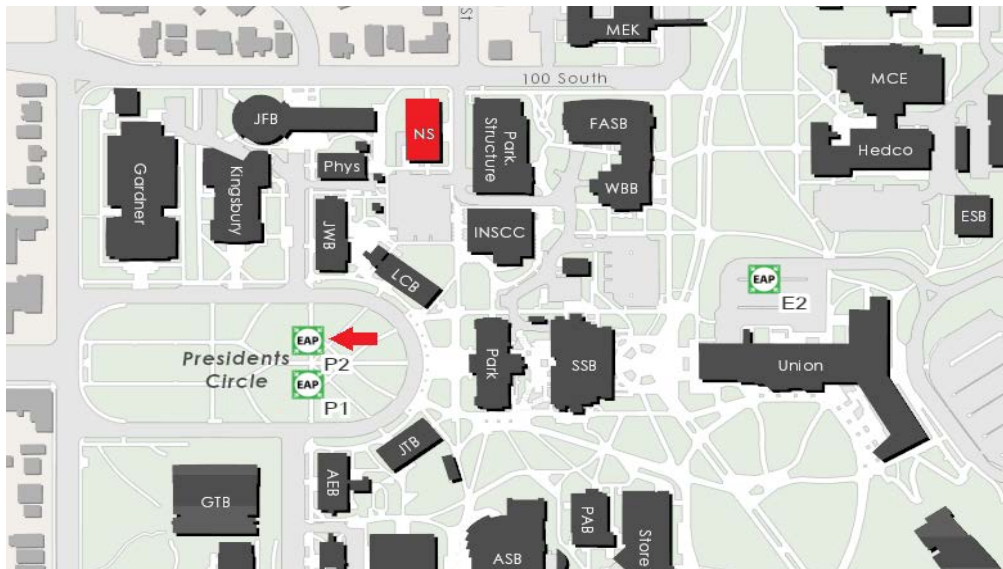 St
MEK
100 South
MCE
JFB
NS
Park.
Structure
FASB
Hedco
Gardner
Kingsbury
Phys
WBB
ESB
JWB
INSCC
LCB
EAP
E2
EAP
P2
Presidents
Circle
EAP
P1
Park
SSB
Union
JTB
AEB
GTB
PAB
Store
ASB